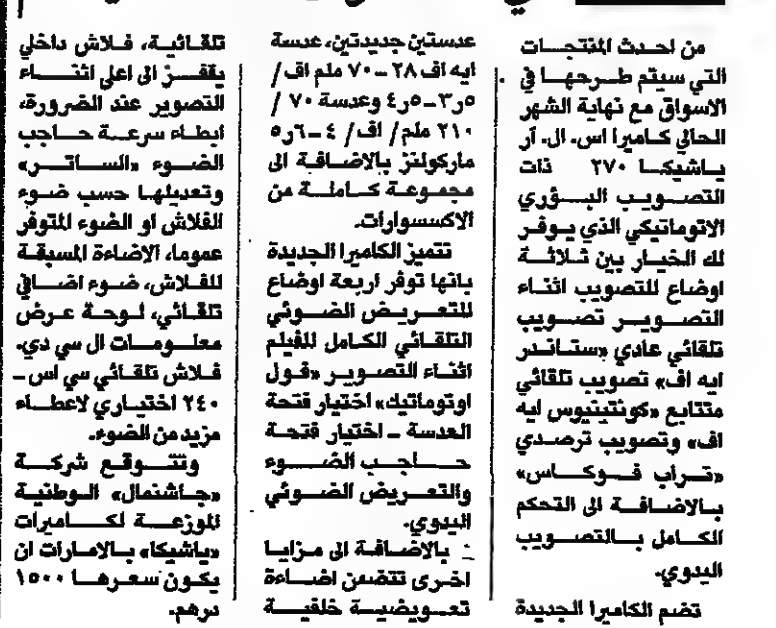 من احدث المنتجات
التي سيتم طرحها في
الاسواق مع نهاية الشهر
الحالي كاميرا اس. ال. آر
ياشيكا ٢٧٠ ذات
التصويب البؤري
الاتوماتيكي الذي يوفر
لك الخيار بين ثلاثة
اوضاع للتصويب اثناء
التصوير تصويب
تلقائي عادي «ستاندر
ايه اف» تصويب تلقائي
متتابع «كونتينيوس ايه
اف» وتصويب ترصدي
«تراب فوكاس»
بالاضافة الى التحكم
الكامل بالتصويب
اليدوي.
تضم الكاميرا الجديدة
عدستين جديدتين، عدسة
ايه اف ٢٨ – ٧٠ ملم اف/
٣٫٥–٤٫٥ وعدسة ٧٠ /
٢١٠ ملم/ اف/ ٤ – ٥٫٦
ماركولنز بالاضافة الى
مجموعة كاملة من
الاكسسوارات.
تتميز الكاميرا الجديدة
بانها توفر اربعة اوضاع
للتعريض الضوئي
التلقائي الكامل للفيلم
اثناء التصوير «فول
اوتوماتيك» اختيار فتحة
العدسة – اختيار فتحة
حاجب الضوء
والتعريض الضوئي
اليدوي.
بالاضافة الى مزايا
اخرى تتضمن اضاءة
تعويضية خلفية
تلقائية، فلاش داخلي
يقفز الى اعلى اثناء
التصوير عند الضرورة،
ابطاء سرعة حاجب
الضوء «الساتر»
وتعديلها حسب ضوء
الفلاش او الضوء المتوفر
عموما، الاضاءة المسبقة
للفلاش، ضوء اضافي
تلقائي، لوحة عرض
معلومات ال سي دي.
فلاش تلقائي سي اس –
٢٤٠ اختياري لاعطاء
مزيد من الضوء.
وتتوقع شركة
«جاشنمال» الوطنية
الموزعة لكاميرات
«ياشيكا» بالامارات ان
يكون سعرها ١٥٠٠
درهم.